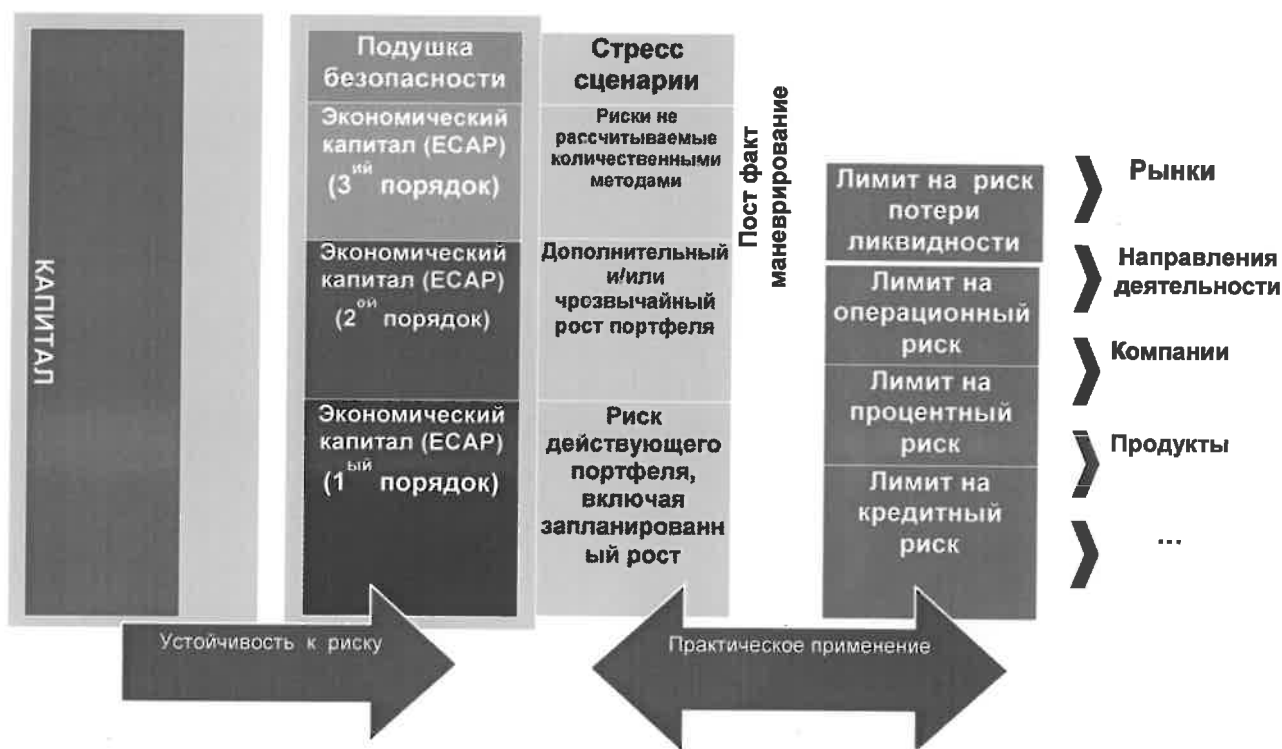 КАПИТАЛ
Подушка
безопасности
Экономический
капитал (ECAP)
(3ий порядок)
Экономический
капитал (ECAP)
(2ой порядок)
Экономический
капитал (ECAP)
(1ый порядок)
Стресс
сценарии
Риски не
рассчитываемые
количественными
методами
Дополнительный
и/или
чрозвычайный
рост портфеля
Риск
действующего
портфеля,
включая
запланированн
ый рост
Пост факт
маневрирование
Лимит на риск
потери
ликвидности
Лимит на
операционный
риск
Лимит на
процентный
риск
Лимит на
кредитный
риск
Рынки
Направления
деятельности
Компании
Продукты
...
Устойчивость к риску
Практическое применение